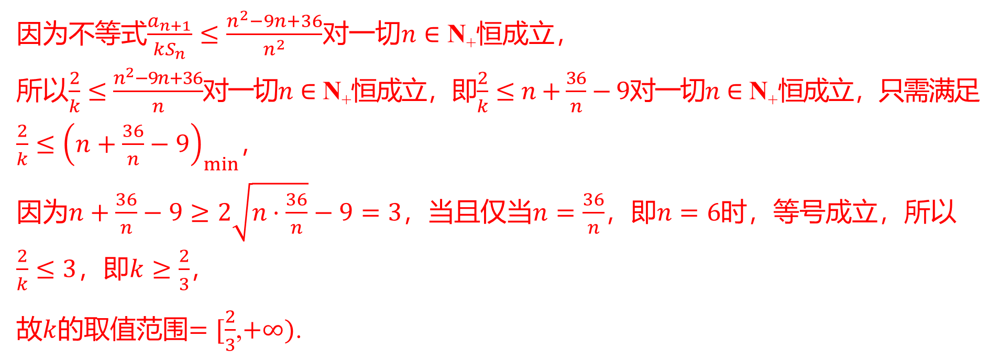 因为不等式$\frac{a_{n+1}}{kS_n} \leq \frac{n^2-9n+36}{n^2}$对一切$n \in \mathbf{N}_+$恒成立，
所以$\frac{2}{k} \leq \frac{n^2-9n+36}{n}$对一切$n \in \mathbf{N}_+$恒成立，即$\frac{2}{k} \leq n + \frac{36}{n} - 9$对一切$n \in \mathbf{N}_+$恒成立，只需满足
$\frac{2}{k} \leq \left(n + \frac{36}{n} - 9\right)_{\min}$，
因为$n + \frac{36}{n} - 9 \geq 2\sqrt{n \cdot \frac{36}{n}} - 9 = 3$，当且仅当$n = \frac{36}{n}$，即$n = 6$时，等号成立，所以
$\frac{2}{k} \leq 3$，即$k \geq \frac{2}{3}$，
故$k$的取值范围$= [\frac{2}{3}, +\infty)$.